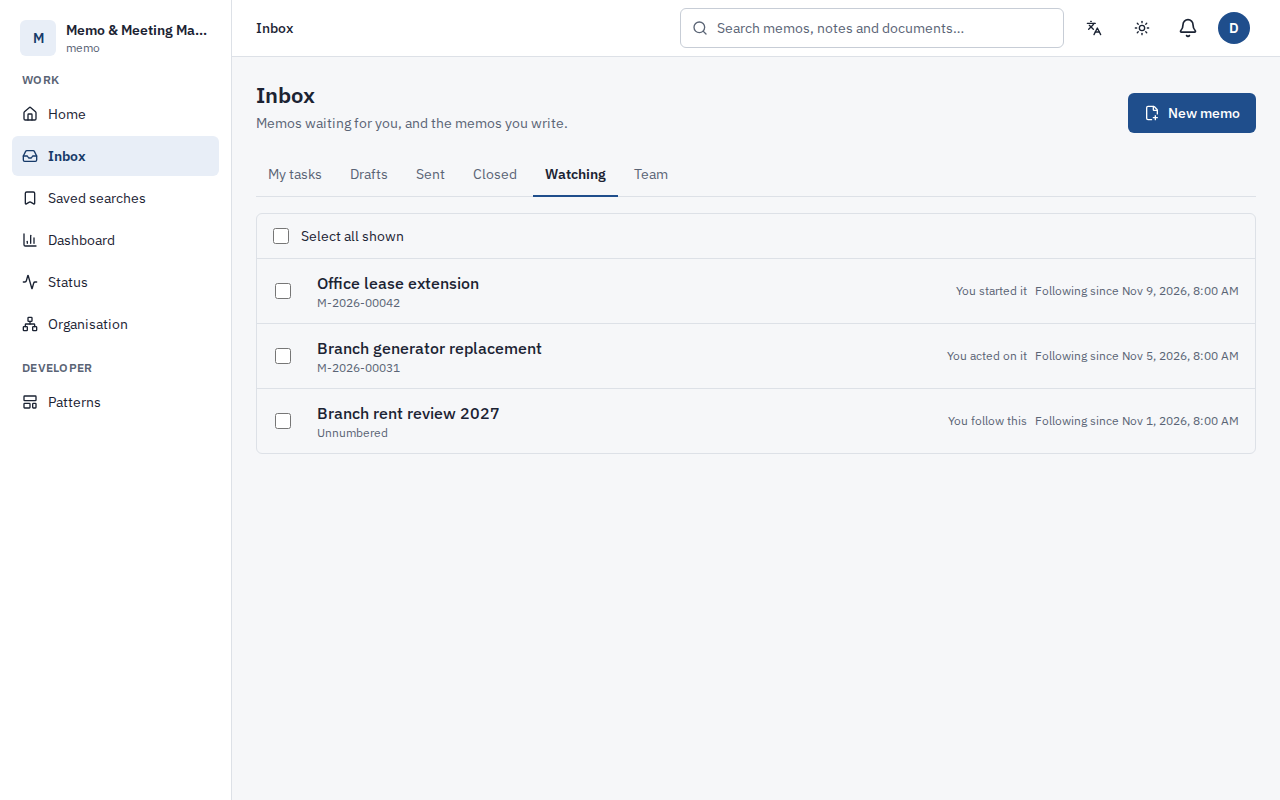 M
Memo & Meeting Ma...
memo
WORK
Home
Inbox
Saved searches
Dashboard
Status
Organisation
DEVELOPER
Patterns
Inbox
Search memos, notes and documents...
D
Inbox
Memos waiting for you, and the memos you write.
New memo
My tasks Drafts Sent Closed Watching Team
Select all shown
Office lease extension
M-2026-00042
You started it Following since Nov 9, 2026, 8:00 AM
Branch generator replacement
M-2026-00031
You acted on it Following since Nov 5, 2026, 8:00 AM
Branch rent review 2027
Unnumbered
You follow this Following since Nov 1, 2026, 8:00 AM